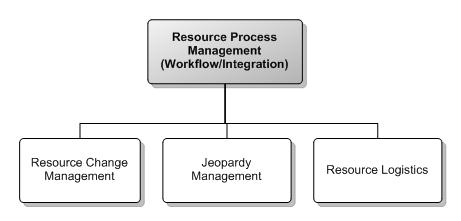 Resource Process
Management
(Workflow/Integration)
Resource Change
Management
Jeopardy
Management
Resource Logistics